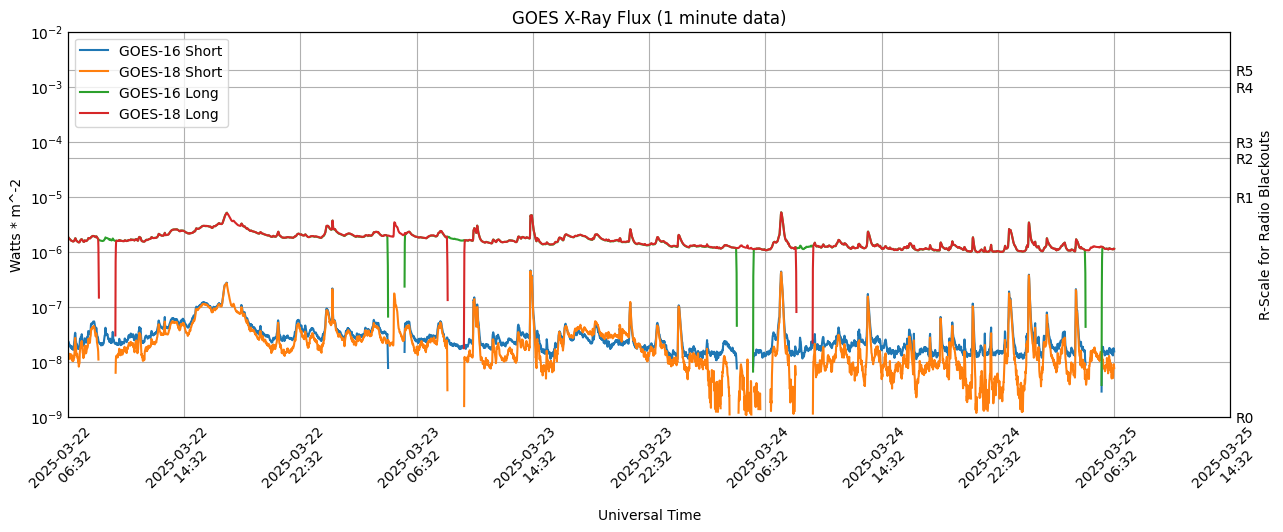 GOES X-Ray Flux (1 minute data)
10^-2
10^-3
10^-4
10^-5
10^-6
10^-7
10^-8
10^-9
Watts * m^-2
GOES-16 Short
GOES-18 Short
GOES-16 Long
GOES-18 Long
R5
R4
R3
R2
R1
R0
R-Scale for Radio Blackouts
2025-03-22
06:32
2025-03-22
14:32
2025-03-22
22:32
2025-03-23
06:32
2025-03-23
14:32
2025-03-23
22:32
2025-03-24
06:32
2025-03-24
14:32
2025-03-24
22:32
2025-03-25
06:32
2025-03-25
14:32
Universal Time